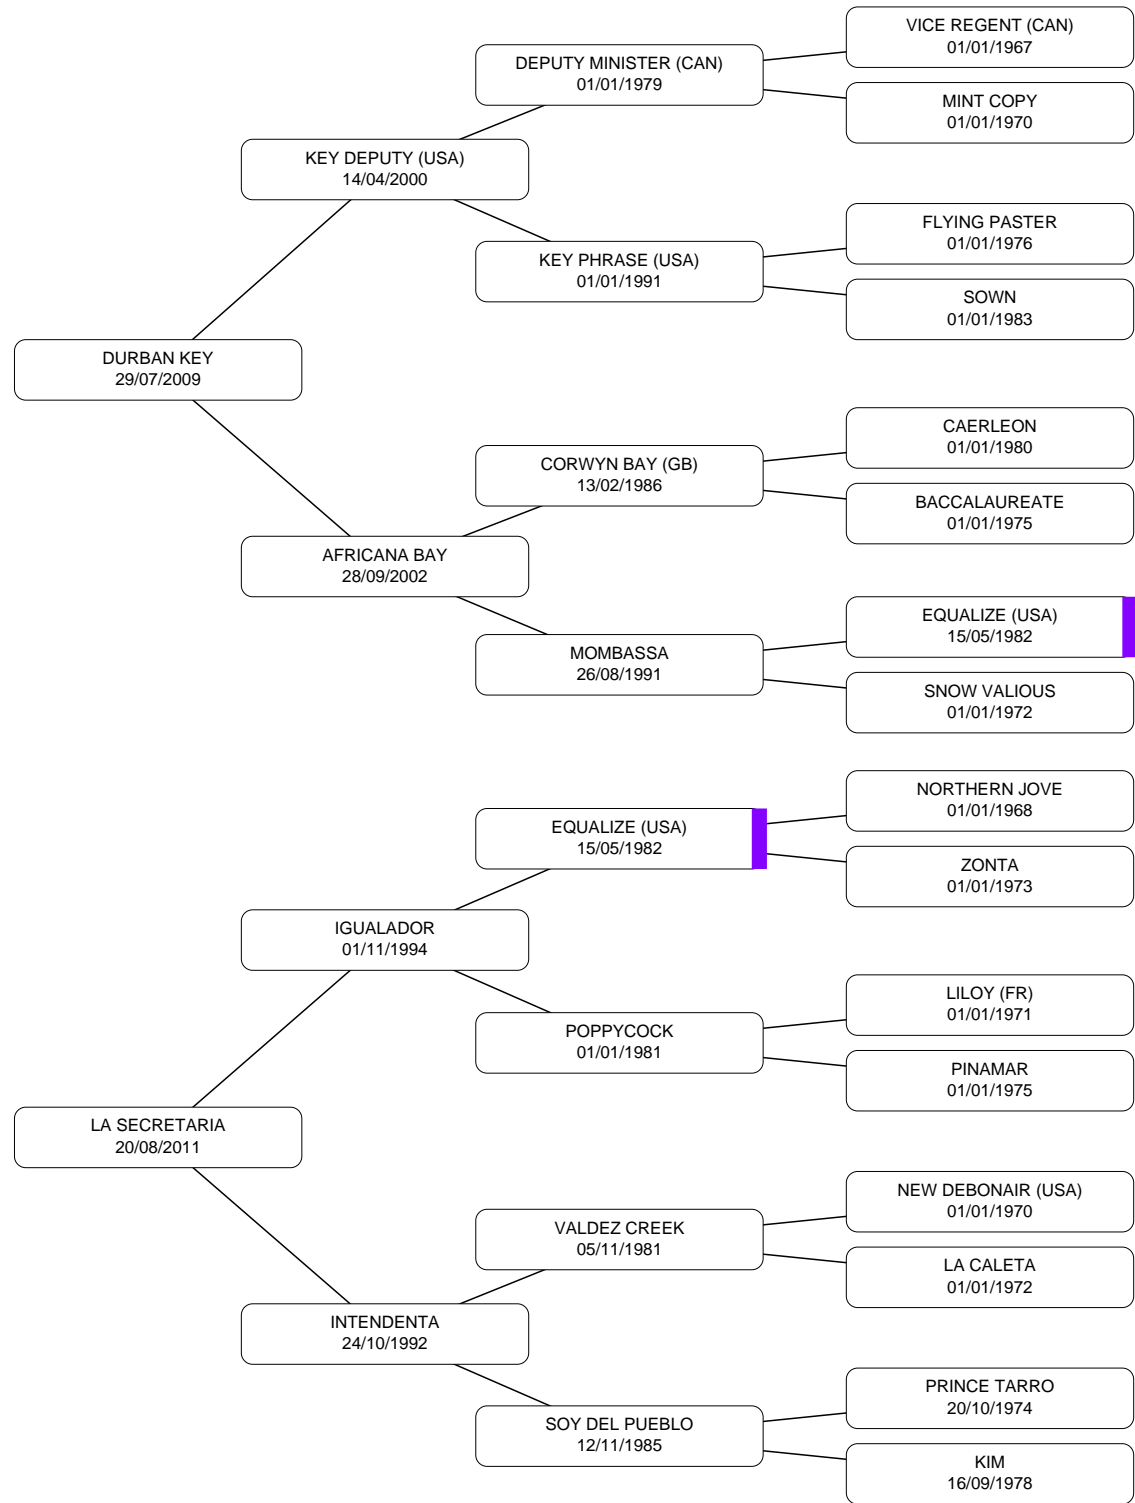 VICE REGENT (CAN)
01/01/1967
DEPUTY MINISTER (CAN)
01/01/1979
MINT COPY
01/01/1970
KEY DEPUTY (USA)
14/04/2000
FLYING PASTER
01/01/1976
KEY PHRASE (USA)
01/01/1991
SOWN
01/01/1983
DURBAN KEY
29/07/2009
CAERLEON
01/01/1980
CORWYN BAY (GB)
13/02/1986
BACCALAUREATE
01/01/1975
AFRICANA BAY
28/09/2002
EQUALIZE (USA)
15/05/1982
MOMBASSA
26/08/1991
SNOW VALIOUS
01/01/1972
NORTHERN JOVE
01/01/1968
EQUALIZE (USA)
15/05/1982
ZONTA
01/01/1973
IGUALADOR
01/11/1994
LILOY (FR)
01/01/1971
POPPYCOCK
01/01/1981
PINAMAR
01/01/1975
LA SECRETARIA
20/08/2011
NEW DEBONAIR (USA)
01/01/1970
VALDEZ CREEK
05/11/1981
LA CALETA
01/01/1972
INTENDENTA
24/10/1992
PRINCE TARRO
20/10/1974
SOY DEL PUEBLO
12/11/1985
KIM
16/09/1978